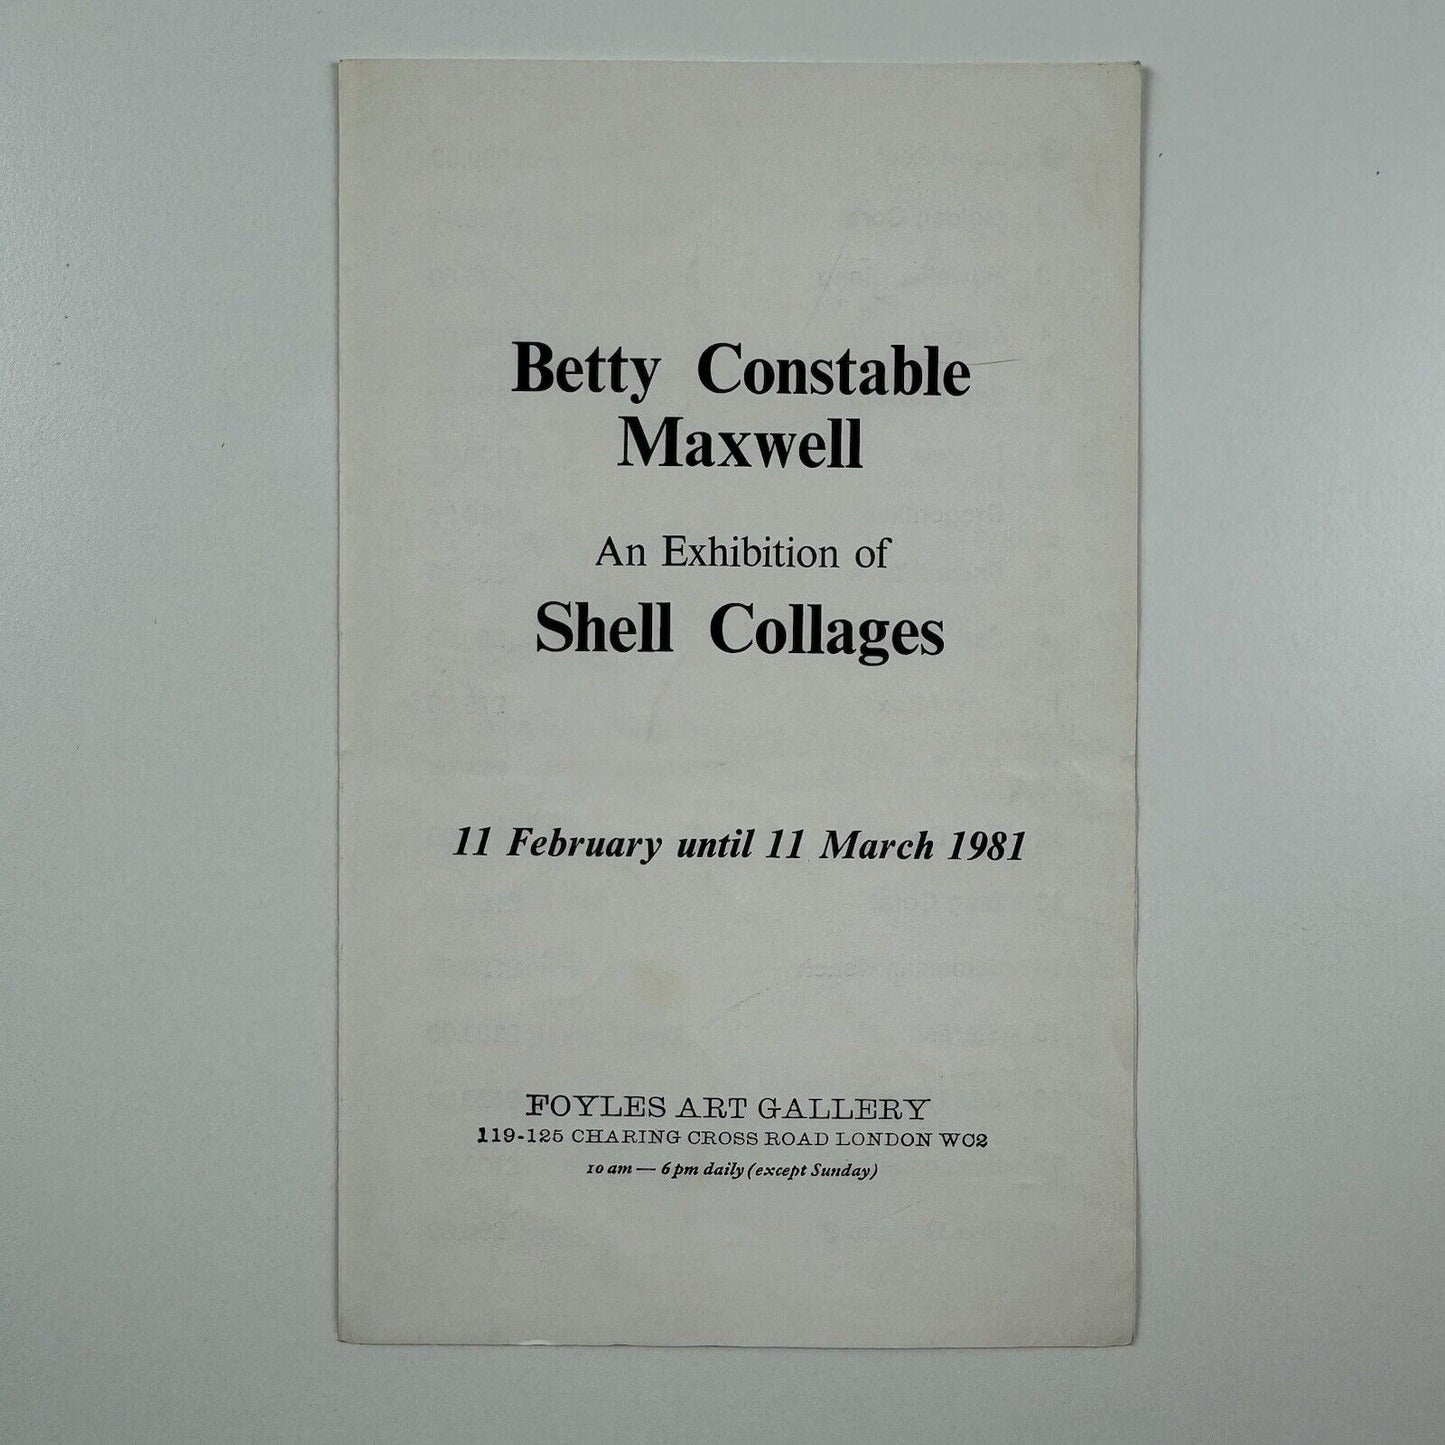 Betty Constable
Maxwell
An Exhibition of
Shell Collages
11 February until 11 March 1981
FOYLES ART GALLERY
119-125 CHARING CROSS ROAD LONDON WC2
10 am — 6 pm daily (except Sunday)